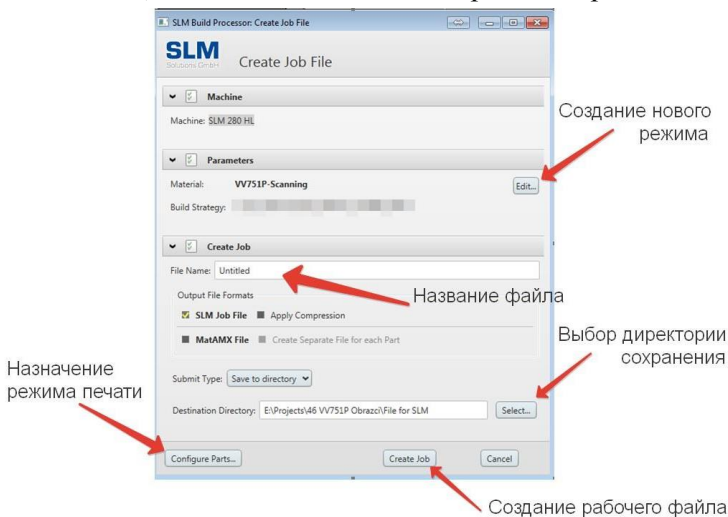 SLM Build Processor: Create Job File
SLM
Solutions GmbH
Create Job File
Machine
Machine: SLM 280 HL
Создание нового
режима
Parameters
Material: VV751P-Scanning
Edit...
Build Strategy:
Create Job
File Name: Untitled
Название файла
Output File Formats
SLM Job File Apply Compression
MatAMX File Create Separate File for each Part
Выбор директории
сохранения
Назначение
режима печати
Submit Type: Save to directory
Destination Directory: E:\Projects\46 VV751P Obrazci\File for SLM
Select...
Configure Parts...
Create Job
Cancel
Создание рабочего файла